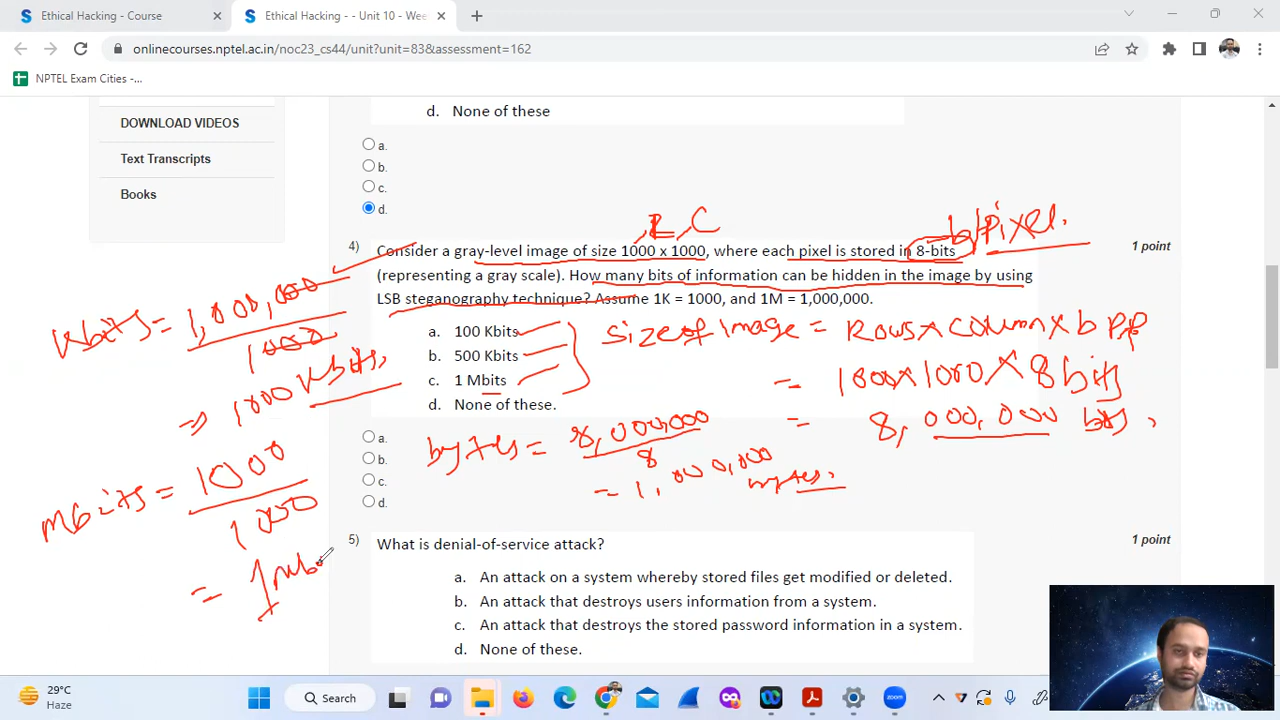 Ethical Hacking - Course
Ethical Hacking - - Unit 10 - Wee
onlinecourses.nptel.ac.in/noc23_cs44/unit?unit=83&assessment=162
NPTEL Exam Cities -...
DOWNLOAD VIDEOS
Text Transcripts
Books
d. None of these
a.
b.
c.
d.
R C
b/pixel.
4) Consider a gray-level image of size 1000 x 1000, where each pixel is stored in 8-bits 1 point
(representing a gray scale). How many bits of information can be hidden in the image by using
LSB steganography technique? Assume 1K = 1000, and 1M = 1,000,000.
a. 100 Kbits
b. 500 Kbits
c. 1 Mbits
d. None of these.
size of image = Rows x column x b pp
= 1000 x 1000 x 8 bits
= 8,000,000 bits,
bytes = 8,000,000
8
= 1,000,000
bytes.
Kbits = 1,000,000
1000
⇒ 1000 Kbits,
mbits = 1000
1000
= 1 mb
a.
b.
c.
d.
5) What is denial-of-service attack? 1 point
a. An attack on a system whereby stored files get modified or deleted.
b. An attack that destroys users information from a system.
c. An attack that destroys the stored password information in a system.
d. None of these.
29°C
Haze
Search
zoom